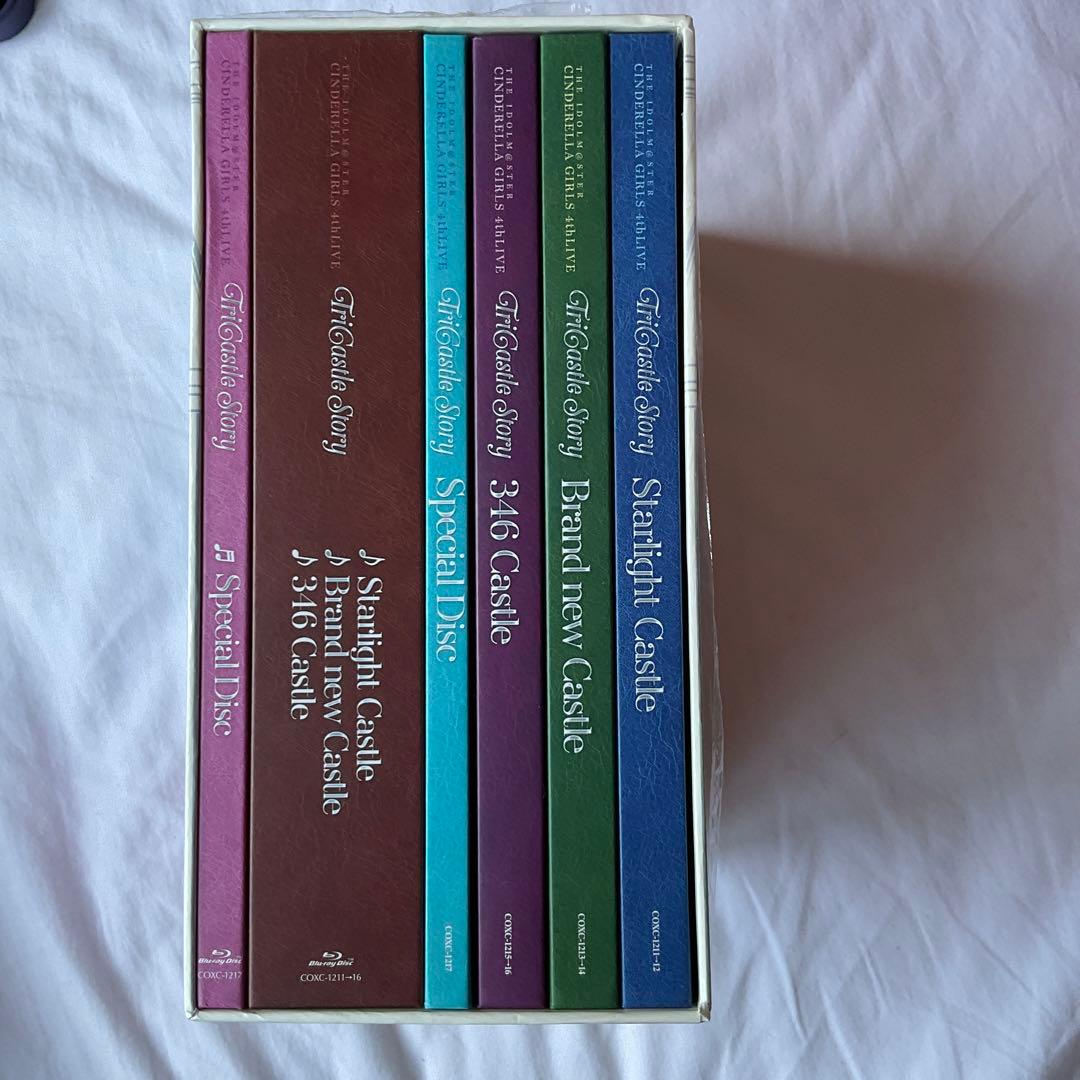 THE IDOLM@STER
CINDERELLA GIRLS 4thLIVE
TriCastle Story
♬ Special Disc
Blu-ray Disc
COXC-1217
THE IDOLM@STER
CINDERELLA GIRLS 4thLIVE
TriCastle Story
♪ Starlight Castle
♪ Brand new Castle
♪ 346 Castle
Blu-ray Disc
COXC-1211→16
THE IDOLM@STER
CINDERELLA GIRLS 4thLIVE
TriCastle Story
Special Disc
COXC-1217
THE IDOLM@STER
CINDERELLA GIRLS 4thLIVE
TriCastle Story
346 Castle
COXC-1215→16
THE IDOLM@STER
CINDERELLA GIRLS 4thLIVE
TriCastle Story
Brand new Castle
COXC-1213→14
THE IDOLM@STER
CINDERELLA GIRLS 4thLIVE
TriCastle Story
Starlight Castle
COXC-1211→12